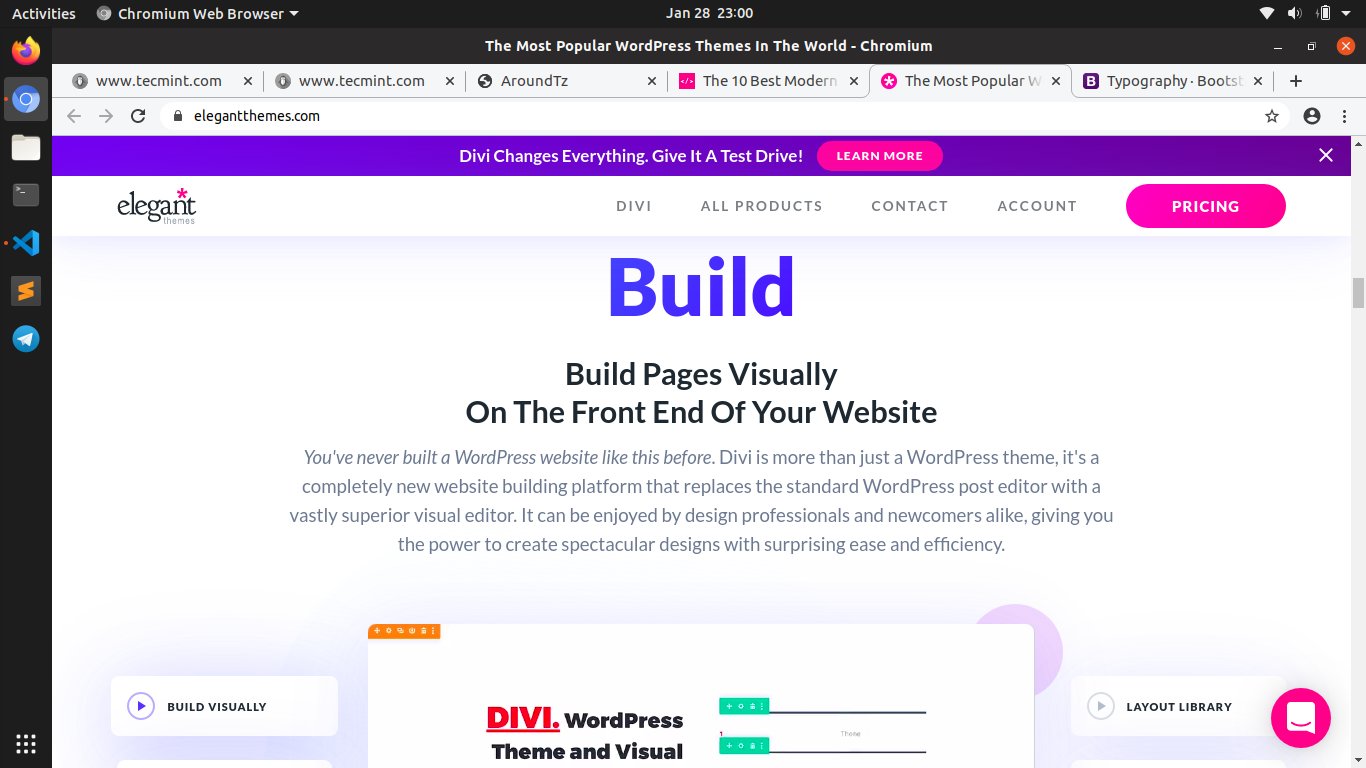 Activities
Chromium Web Browser
Jan 28 23:00
The Most Popular WordPress Themes In The World - Chromium
www.tecmint.com
www.tecmint.com
AroundTz
The 10 Best Modern
The Most Popular W
Typography · Bootst
elegantthemes.com
Divi Changes Everything. Give It A Test Drive!
LEARN MORE
elegant
themes
DIVI
ALL PRODUCTS
CONTACT
ACCOUNT
PRICING
Build
Build Pages Visually
On The Front End Of Your Website
You've never built a WordPress website like this before. Divi is more than just a WordPress theme, it's a
completely new website building platform that replaces the standard WordPress post editor with a
vastly superior visual editor. It can be enjoyed by design professionals and newcomers alike, giving you
the power to create spectacular designs with surprising ease and efficiency.
BUILD VISUALLY
LAYOUT LIBRARY
DIVI. WordPress
Theme and Visual